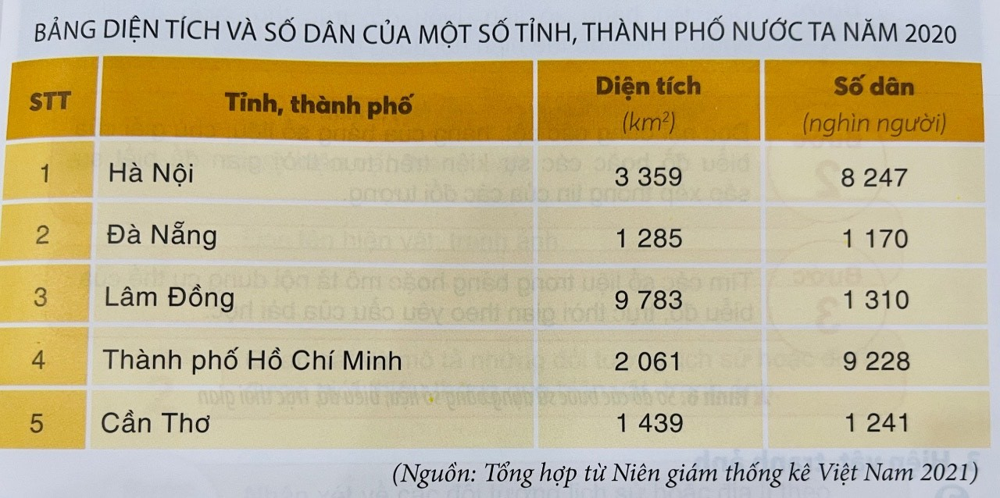 BẢNG DIỆN TÍCH VÀ SỐ DÂN CỦA MỘT SỐ TỈNH, THÀNH PHỐ NƯỚC TA NĂM 2020
STT Tỉnh, thành phố Diện tích (km²) Số dân (nghìn người)
1 Hà Nội 3 359 8 247
2 Đà Nẵng 1 285 1 170
3 Lâm Đồng 9 783 1 310
4 Thành phố Hồ Chí Minh 2 061 9 228
5 Cần Thơ 1 439 1 241
(Nguồn: Tổng hợp từ Niên giám thống kê Việt Nam 2021)